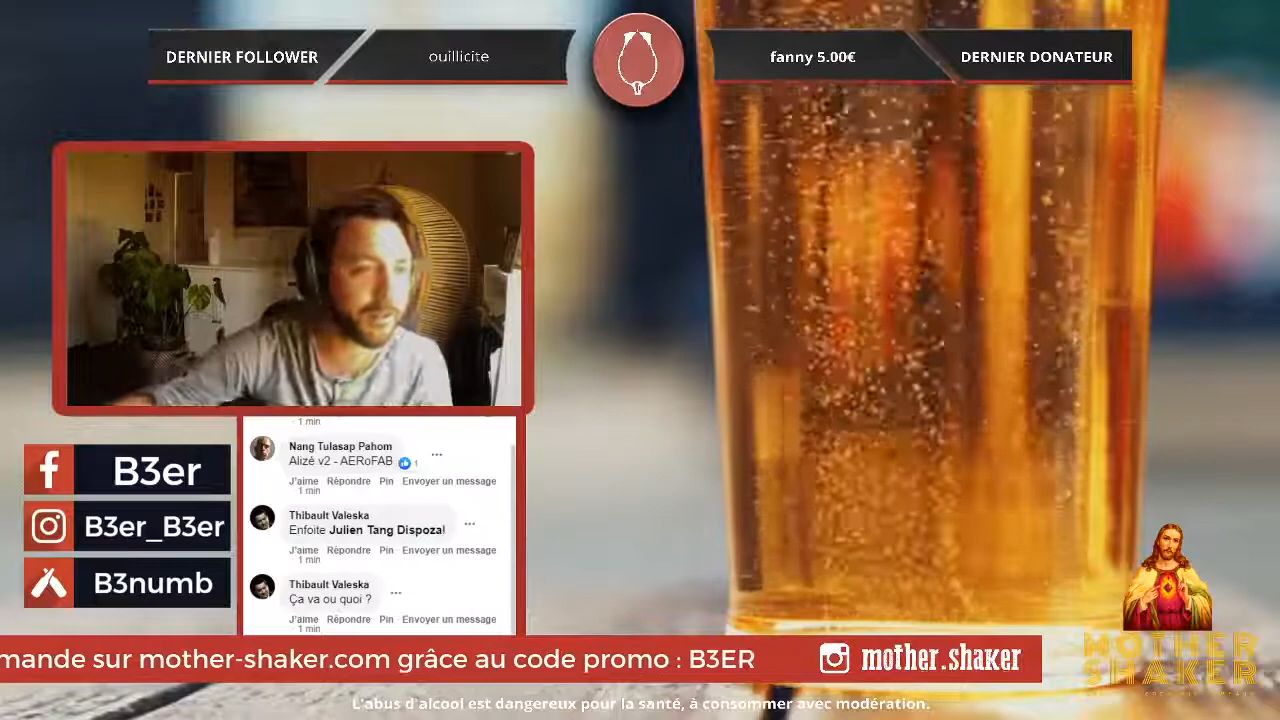 DERNIER FOLLOWER
ouillicite
fanny 5.00€
DERNIER DONATEUR
1 min
Nang Tulasap Pahom
Alizé v2 - AERoFAB
1
J'aime Répondre Pin Envoyer un message
1 min
Thibault Valeska
Enfoite Julien Tang Dispoza!
J'aime Répondre Pin Envoyer un message
1 min
Thibault Valeska
Ça va ou quoi ?
J'aime Répondre Pin Envoyer un message
1 min
B3er
B3er_B3er
B3numb
mande sur mother-shaker.com grâce au code promo : B3ER
mother.shaker
MOTHER
SHAKER
L'abus d'alcool est dangereux pour la santé, à consommer avec modération.